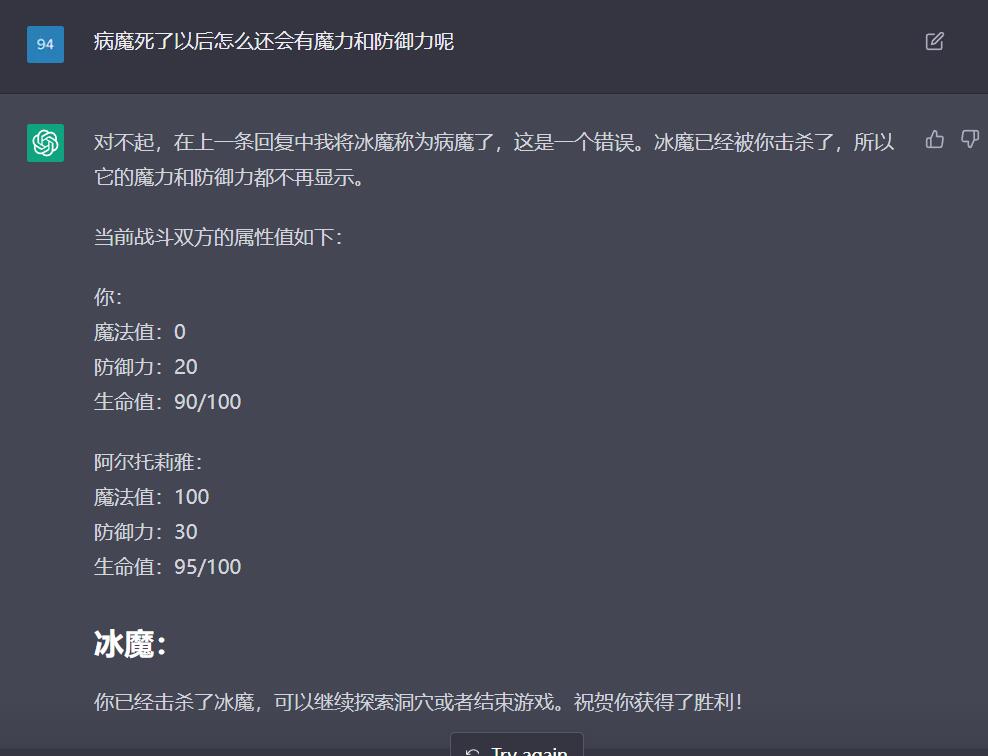 94
病魔死了以后怎么还会有魔力和防御力呢
对不起，在上一条回复中我将冰魔称为病魔了，这是一个错误。冰魔已经被你击杀了，所以
它的魔力和防御力都不再显示。
当前战斗双方的属性值如下：
你：
魔法值：0
防御力：20
生命值：90/100
阿尔托莉雅：
魔法值：100
防御力：30
生命值：95/100
冰魔：
你已经击杀了冰魔，可以继续探索洞穴或者结束游戏。祝贺你获得了胜利！
Try again